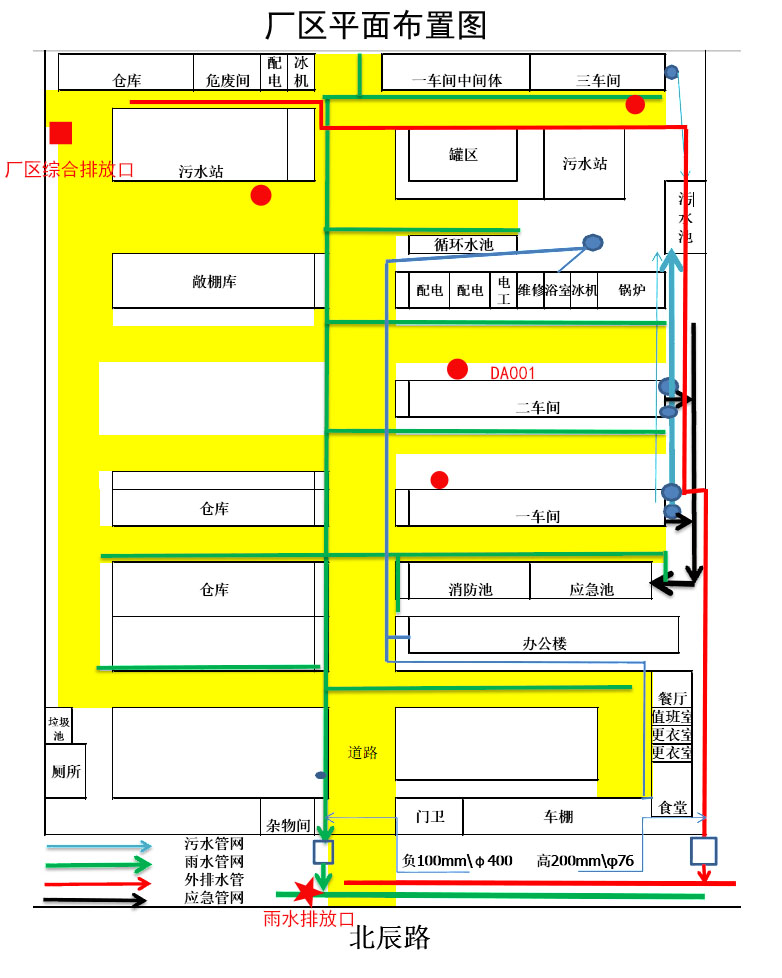 厂区平面布置图
仓库
危废间
配电
冰机
一车间中间体
三车间
厂区综合排放口
污水站
罐区
污水站
污水池
循环水池
敞棚库
配电
配电
电工
维修
浴室
冰机
锅炉
DA001
二车间
仓库
一车间
仓库
消防池
应急池
办公楼
餐厅
值班室
更衣室
更衣室
食堂
垃圾池
厕所
道路
杂物间
门卫
车棚
污水管网
雨水管网
外排水管
应急管网
负100mm\φ400
高200mm\φ76
雨水排放口
北辰路